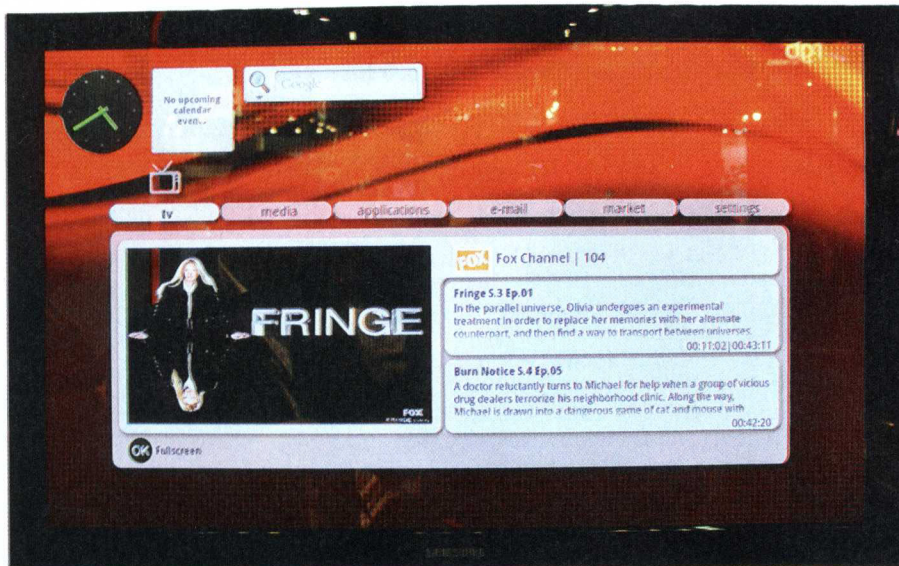 No upcoming
calendar
even...
Google
tv
media
applications
e-mail
market
settings
FRINGE
FOX
FOX
Fox Channel | 104
Fringe S.3 Ep.01
In the parallel universe, Olivia undergoes an experimental
treatment in order to replace her memories with her alternate
counterpart, and then find a way to transport between universes.
00:11:02|00:43:11
Burn Notice S.4 Ep.05
A doctor reluctantly turns to Michael for help when a group of vicious
drug dealers terrorize his neighborhood clinic. Along the way,
Michael is drawn into a dangerous game of cat and mouse with
00:42:20
OK Fullscreen
SAMSUNG